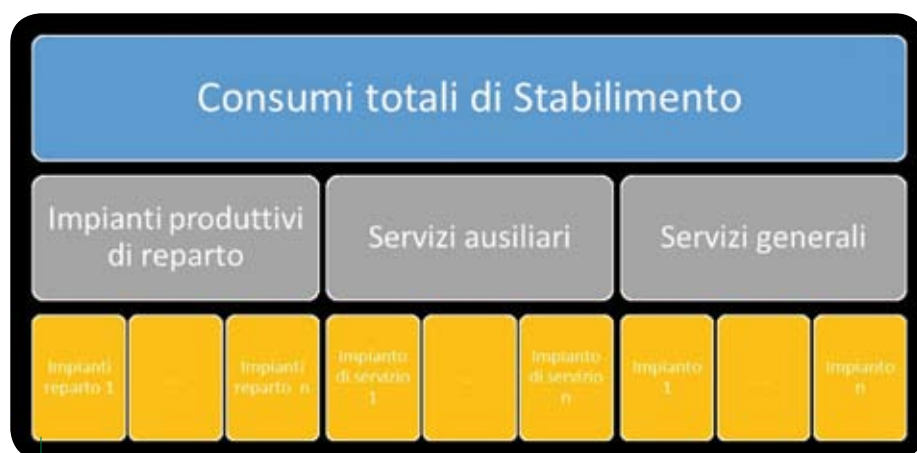 Consumi totali di Stabilimento
Impianti produttivi
di reparto
Servizi ausiliari
Servizi generali
Impianti
reparto 1
Impianti
reparto n
Impianto
di servizio
1
Impianto
di servizio
n
Impianto
1
Impianto
n